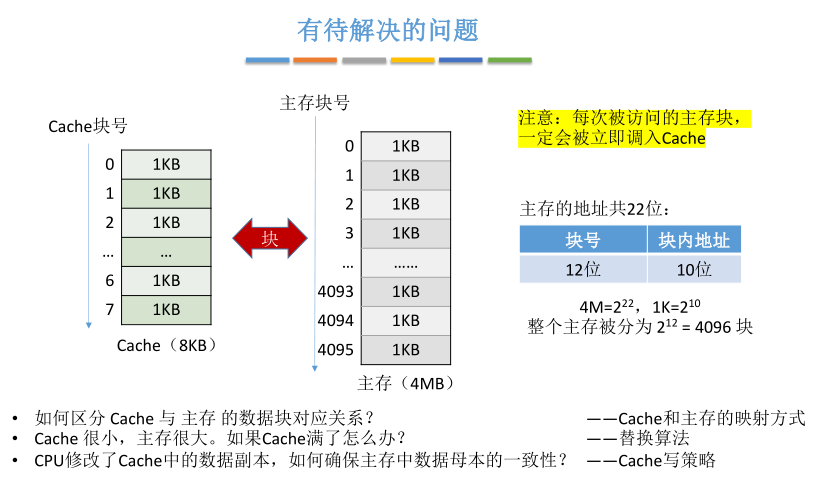 有待解决的问题
主存块号
Cache块号
注意：每次被访问的主存块，
一定会被立即调入Cache
0 1KB
1 1KB
2 1KB
… …
6 1KB
7 1KB
Cache（8KB）
块
0 1KB
1 1KB
2 1KB
3 1KB
… ……
4093 1KB
4094 1KB
4095 1KB
主存（4MB）
主存的地址共22位：
块号 块内地址
12位 10位
4M=2²²，1K=2¹⁰
整个主存被分为 2¹² = 4096 块
• 如何区分 Cache 与 主存 的数据块对应关系？ ——Cache和主存的映射方式
• Cache 很小，主存很大。如果Cache满了怎么办？ ——替换算法
• CPU修改了Cache中的数据副本，如何确保主存中数据母本的一致性？ ——Cache写策略